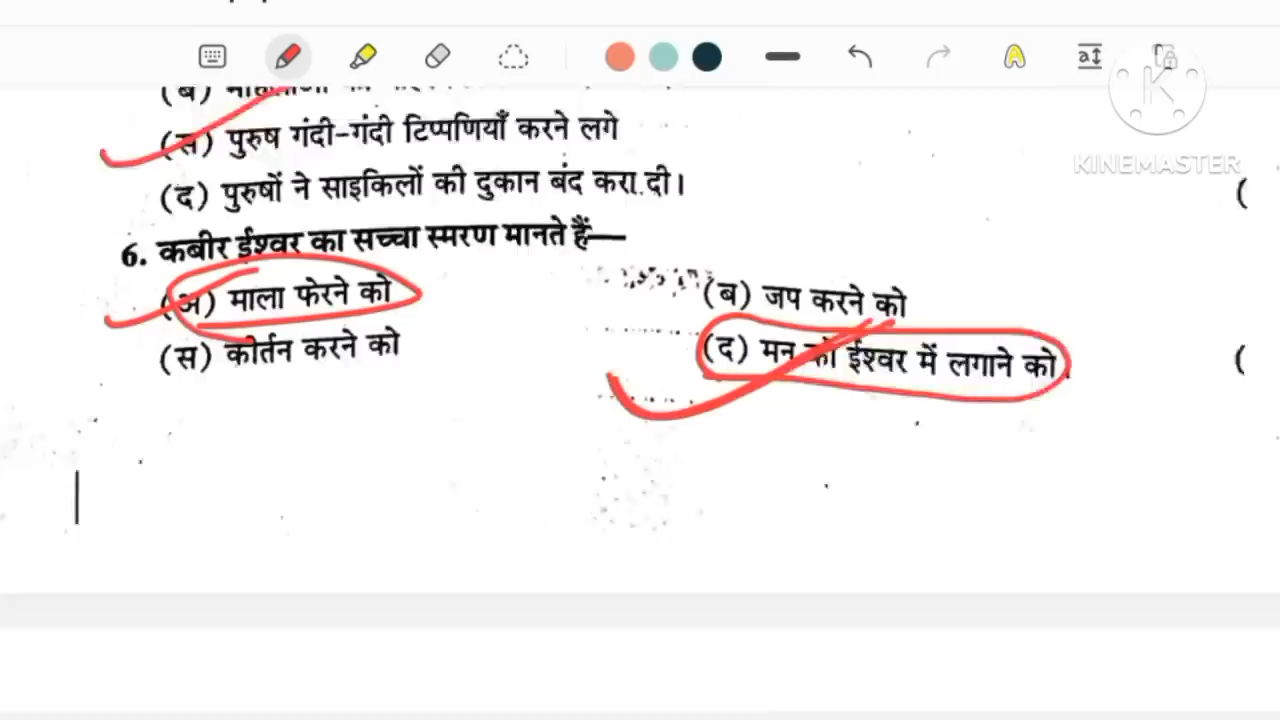 (स) पुरुष गंदी-गंदी टिप्पणियाँ करने लगे
(द) पुरुषों ने साइकिलों की दुकान बंद करा दी।
(
6. कबीर ईश्वर का सच्चा स्मरण मानते हैं—
(अ) माला फेरने को
(ब) जप करने को
(स) कीर्तन करने को
(द) मन को ईश्वर में लगाने को
(
K
KINEMASTER